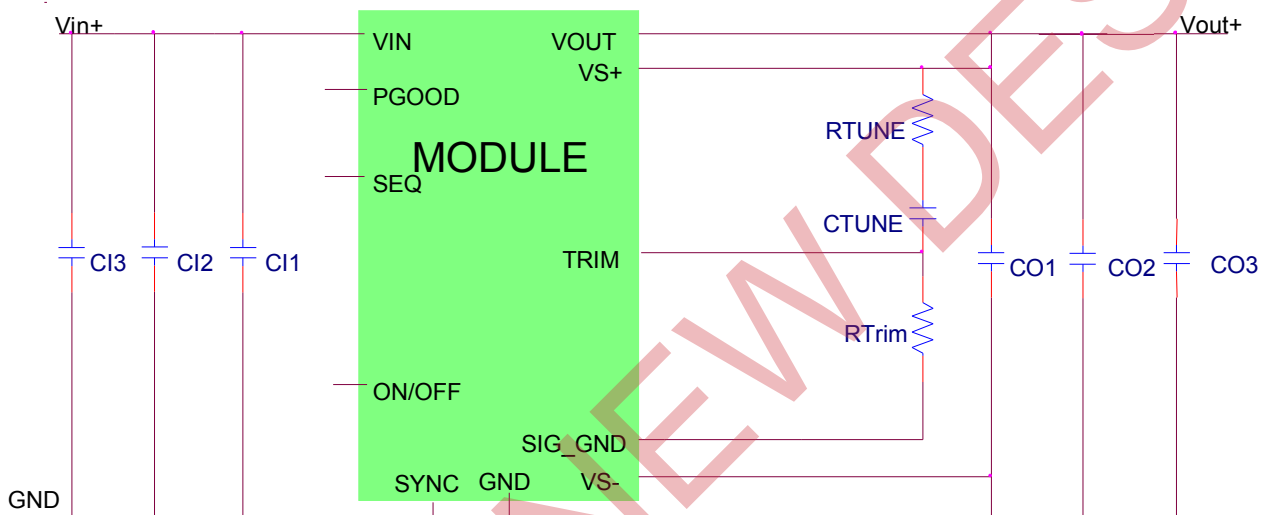 Vin+
Vout+
VIN
VOUT
VS+
PGOOD
RTUNE
MODULE
SEQ
CTUNE
TRIM
CI3
CI2
CI1
CO1
CO2
CO3
RTrim
ON/OFF
SIG_GND
SYNC
GND
VS-
GND
NEW DES